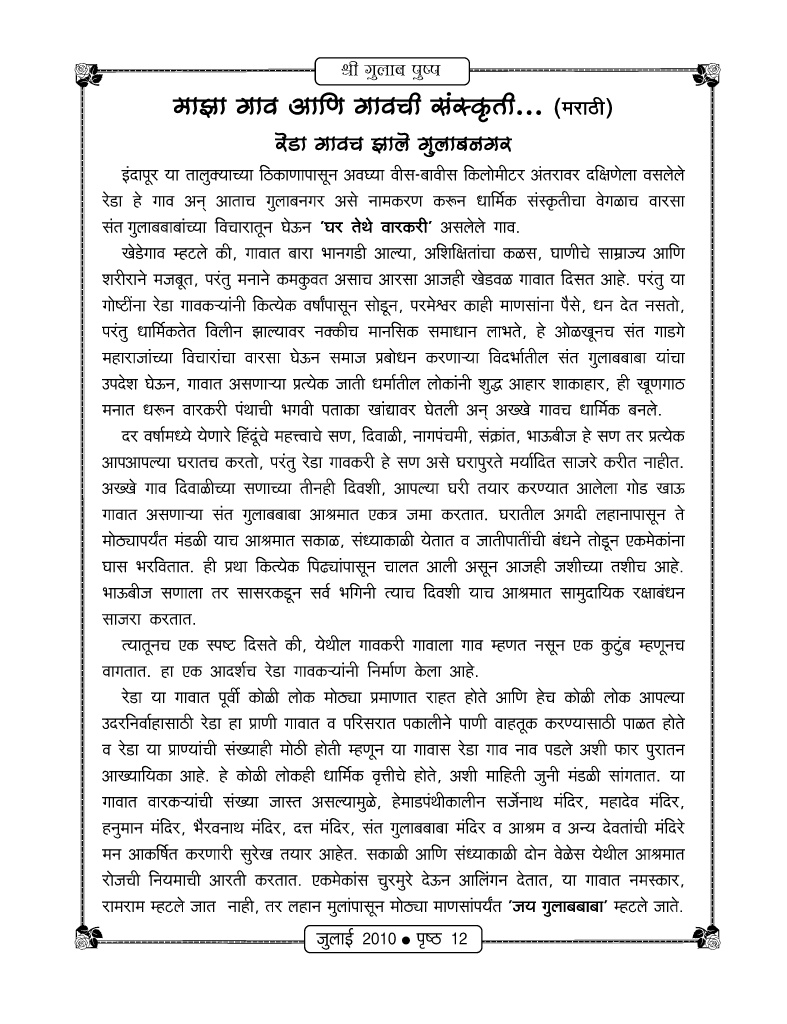 श्री गुलाब पुष्प
माझा गाव आणि गावची संस्कृती... (मराठी)
रेडा गावच झाले गुलाबनगर
इंदापूर या तालुक्याच्या ठिकाणापासून अवघ्या वीस-बावीस किलोमीटर अंतरावर दक्षिणेला वसलेले
रेडा हे गाव अन् आताच गुलाबनगर असे नामकरण करून धार्मिक संस्कृतीचा वेगळाच वारसा
संत गुलाबबाबांच्या विचारातून घेऊन ‘घर तेथे वारकरी’ असलेले गाव.
खेडेगाव म्हटले की, गावात बारा भानगडी आल्या, अशिक्षितांचा कळस, घाणीचे साम्राज्य आणि
शरीराने मजबूत, परंतु मनाने कमकुवत असाच आरसा आजही खेडवळ गावात दिसत आहे. परंतु या
गोष्टींना रेडा गावकऱ्यांनी कित्येक वर्षांपासून सोडून, परमेश्वर काही माणसांना पैसे, धन देत नसतो,
परंतु धार्मिकतेत विलीन झाल्यावर नक्कीच मानसिक समाधान लाभते, हे ओळखूनच संत गाडगे
महाराजांच्या विचारांचा वारसा घेऊन समाज प्रबोधन करणाऱ्या विदर्भातील संत गुलाबबाबा यांचा
उपदेश घेऊन, गावात असणाऱ्या प्रत्येक जाती धर्मातील लोकांनी शुद्ध आहार शाकाहार, ही खूणगाठ
मनात धरून वारकरी पंथाची भगवी पताका खांद्यावर घेतली अन् अख्खे गावच धार्मिक बनले.
दर वर्षामध्ये येणारे हिंदूंचे महत्त्वाचे सण, दिवाळी, नागपंचमी, संक्रांत, भाऊबीज हे सण तर प्रत्येक
आपआपल्या घरातच करतो, परंतु रेडा गावकरी हे सण असे घरापुरते मर्यादित साजरे करीत नाहीत.
अख्खे गाव दिवाळीच्या सणाच्या तीनही दिवशी, आपल्या घरी तयार करण्यात आलेला गोड खाऊ
गावात असणाऱ्या संत गुलाबबाबा आश्रमात एकत्र जमा करतात. घरातील अगदी लहानापासून ते
मोठ्यापर्यंत मंडळी याच आश्रमात सकाळ, संध्याकाळी येतात व जातीपातींची बंधने तोडून एकमेकांना
घास भरवितात. ही प्रथा कित्येक पिढ्यांपासून चालत आली असून आजही जशीच्या तशीच आहे.
भाऊबीज सणाला तर सासरकडून सर्व भगिनी त्याच दिवशी याच आश्रमात सामुदायिक रक्षाबंधन
साजरा करतात.
त्यातूनच एक स्पष्ट दिसते की, येथील गावकरी गावाला गाव म्हणत नसून एक कुटुंब म्हणूनच
वागतात. हा एक आदर्शच रेडा गावकऱ्यांनी निर्माण केला आहे.
रेडा या गावात पूर्वी कोळी लोक मोठ्या प्रमाणात राहत होते आणि हेच कोळी लोक आपल्या
उदरनिर्वाहासाठी रेडा हा प्राणी गावात व परिसरात पकालीने पाणी वाहतूक करण्यासाठी पाळत होते
व रेडा या प्राण्यांची संख्याही मोठी होती म्हणून या गावास रेडा गाव नाव पडले अशी फार पुरातन
आख्यायिका आहे. हे कोळी लोकही धार्मिक वृत्तीचे होते, अशी माहिती जुनी मंडळी सांगतात. या
गावात वारकऱ्यांची संख्या जास्त असल्यामुळे, हेमाडपंथीकालीन सर्जेनाथ मंदिर, महादेव मंदिर,
हनुमान मंदिर, भैरवनाथ मंदिर, दत्त मंदिर, संत गुलाबबाबा मंदिर व आश्रम व अन्य देवतांची मंदिरे
मन आकर्षित करणारी सुरेख तयार आहेत. सकाळी आणि संध्याकाळी दोन वेळेस येथील आश्रमात
रोजची नियमाची आरती करतात. एकमेकांस चुरमुरे देऊन आलिंगन देतात, या गावात नमस्कार,
रामराम म्हटले जात नाही, तर लहान मुलांपासून मोठ्या माणसांपर्यंत ‘जय गुलाबबाबा’ म्हटले जाते.
जुलाई 2010 ● पृष्ठ 12